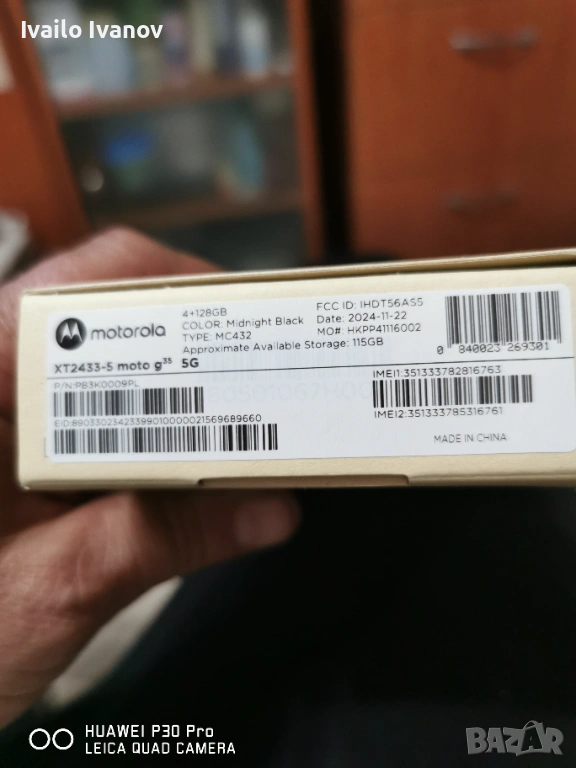 Ivailo Ivanov
motorola
4+128GB
COLOR: Midnight Black
TYPE: MC432
Approximate Available Storage: 115GB
FCC ID: IHDT56AS5
Date: 2024-11-22
MO#: HKPP41116002
0 840023 269301
XT2433-5 moto g35 5G
P/N:PB3K0009PL
EID:89033023423399010000021569689660
IMEI1:351333782816763
IMEI2:351333785316761
MADE IN CHINA
HUAWEI P30 Pro
LEICA QUAD CAMERA
BAZAR